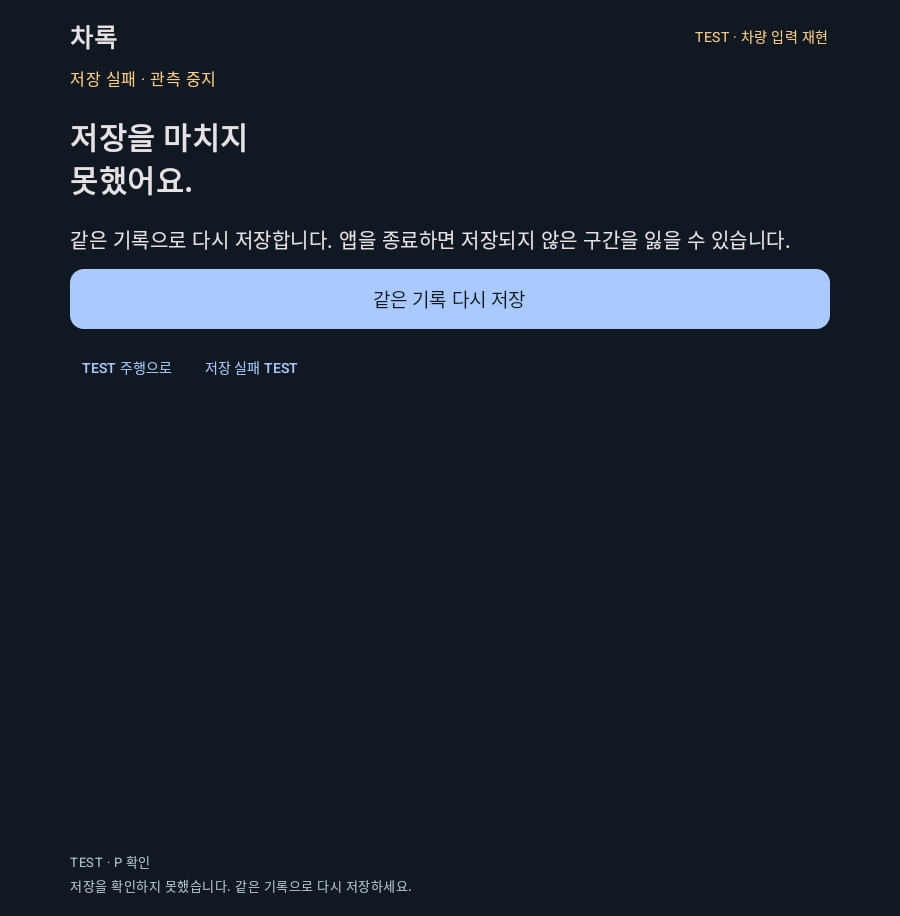 차록
TEST · 차량 입력 재현
저장 실패 · 관측 중지
저장을 마치지
못했어요.
같은 기록으로 다시 저장합니다. 앱을 종료하면 저장되지 않은 구간을 잃을 수 있습니다.
같은 기록 다시 저장
TEST 주행으로
저장 실패 TEST
TEST · P 확인
저장을 확인하지 못했습니다. 같은 기록으로 다시 저장하세요.